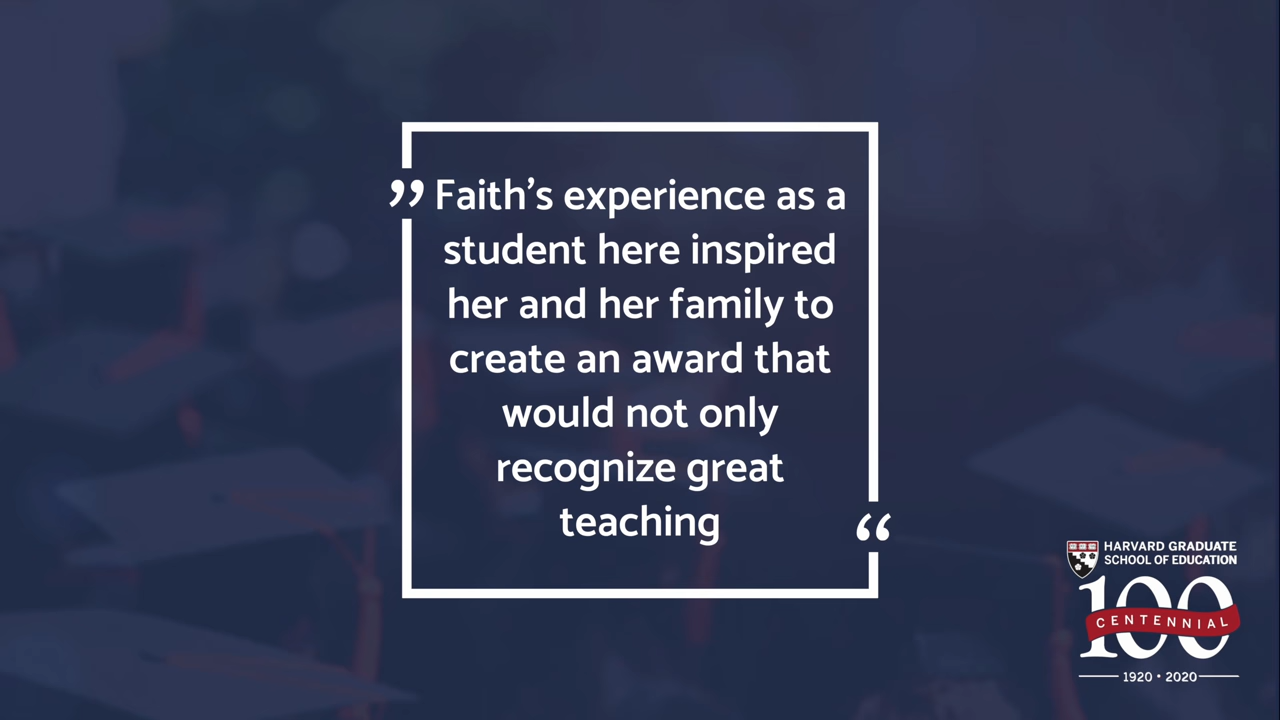 ” Faith’s experience as a
student here inspired
her and her family to
create an award that
would not only
recognize great
teaching “
HARVARD GRADUATE
SCHOOL OF EDUCATION
100
CENTENNIAL
1920 • 2020